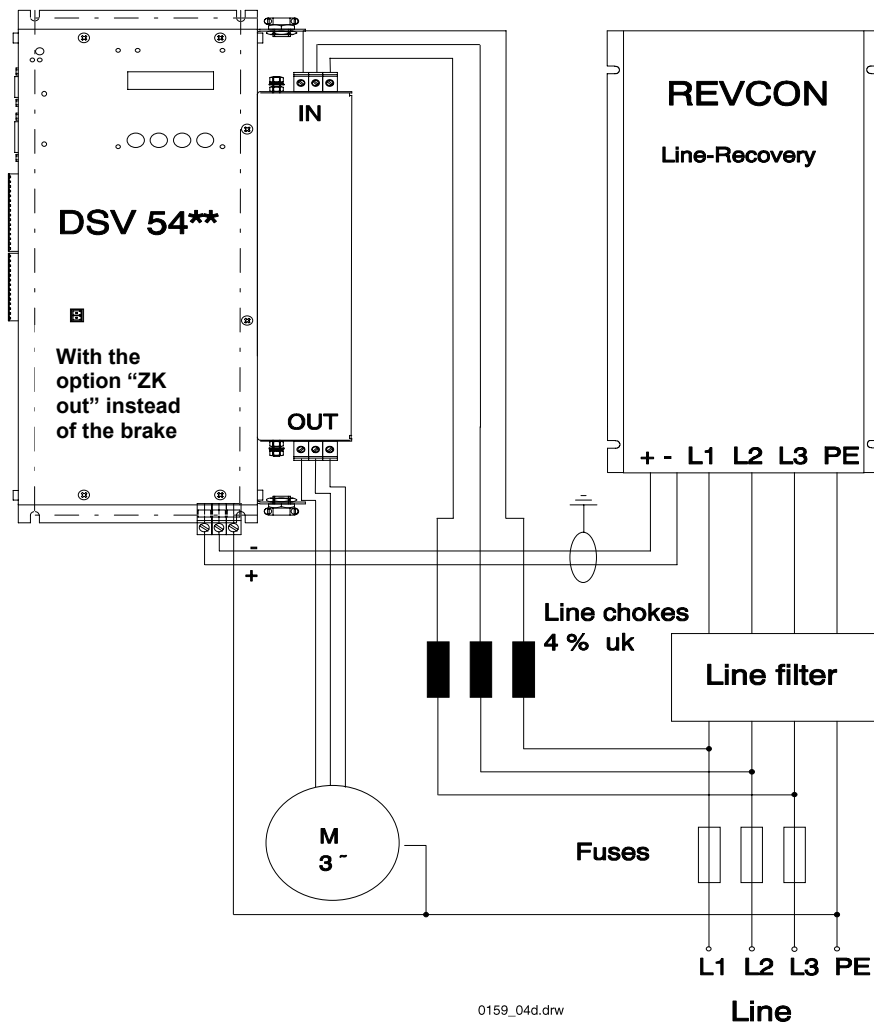 IN
REVCON
Line-Recovery
DSV 54**
With the
option “ZK
out” instead
of the brake
OUT
+ - L1 L2 L3 PE
-
+
Line chokes
4 % uk
Line filter
M
3 ~
Fuses
L1 L2 L3 PE
0159_04d.drw
Line